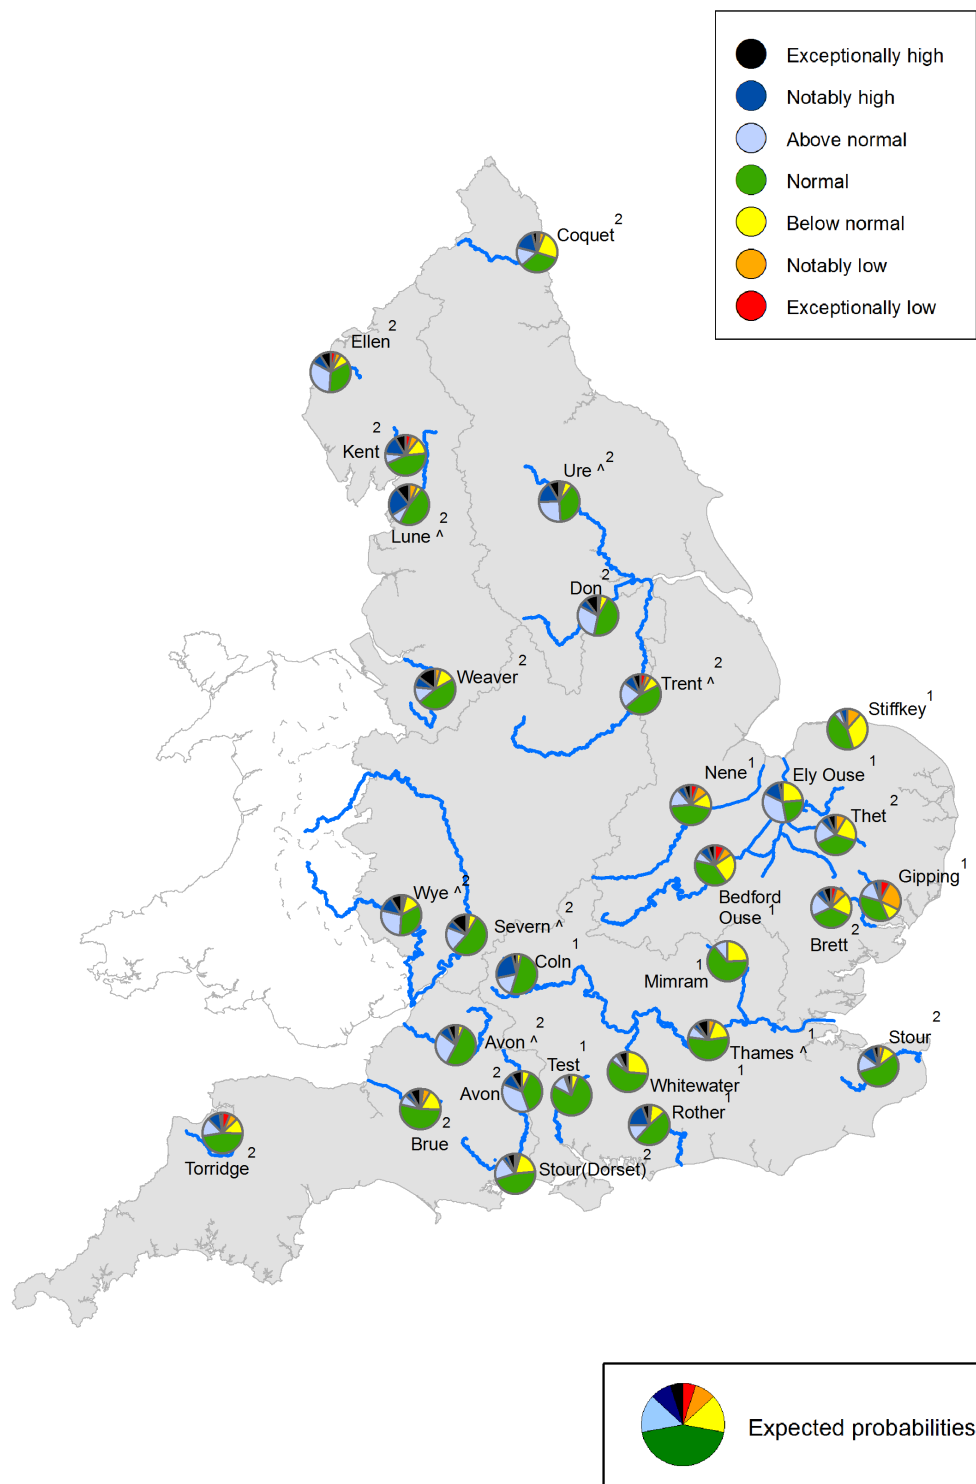 Exceptionally high
Notably high
Above normal
Normal
Below normal
Notably low
Exceptionally low
Coquet 2
Ellen 2
Kent 2
Lune ^ 2
Ure ^ 2
Don 2
Weaver 2
Trent ^ 2
Stiffkey 1
Nene 1
Ely Ouse 1
Thet 2
Bedford
Ouse 1
Gipping 1
Brett 2
Wye ^ 2
Severn ^ 2
Coln 1
Mimram 1
Avon ^ 2
Thames ^ 1
Stour 2
Avon 2
Test 1
Whitewater 1
Rother 1
Brue 2
Torridge 2
Stour(Dorset) 2
Expected probabilities